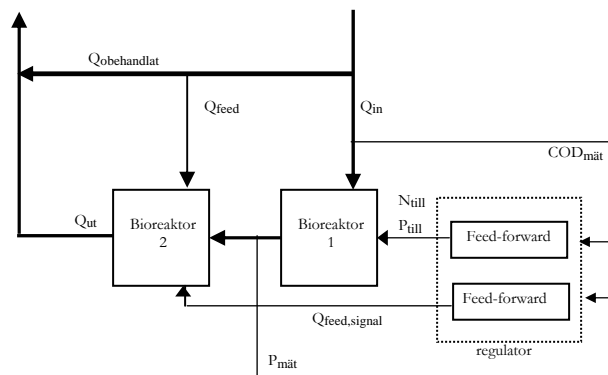 Qobehandlat
Qfeed
Qin
CODmät
Ntill
Ptill
Qut
Bioreaktor
2
Bioreaktor
1
Feed-forward
Feed-forward
Qfeed,signal
regulator
Pmät